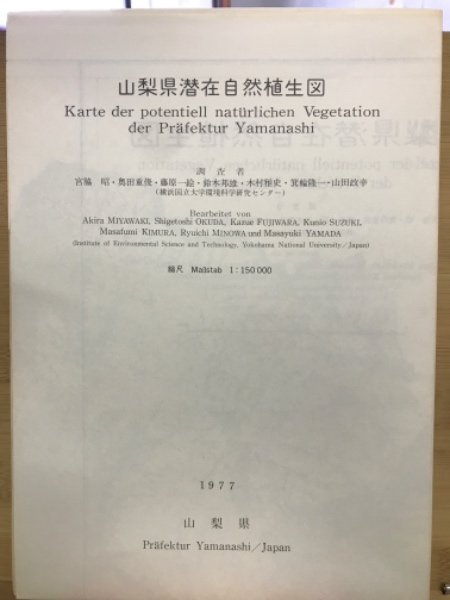 山梨県潜在自然植生図
Karte der potentiell natürlichen Vegetation
der Präfektur Yamanashi
調査者
宮脇 昭・奥田重俊・藤原一絵・鈴木邦雄・木村雅史・箕輪隆一・山田政幸
(横浜国立大学環境科学研究センター)
Bearbeitet von
Akira MIYAWAKI, Shigetoshi OKUDA, Kazue FUJIWARA, Kunio SUZUKI,
Masafumi KIMURA, Ryuichi MINOWA und Masayuki YAMADA
(Institute of Environmental Science and Technology, Yokohama National University/Japan)
縮尺 Maßstab 1:150 000
1977
山梨県
Präfektur Yamanashi/Japan